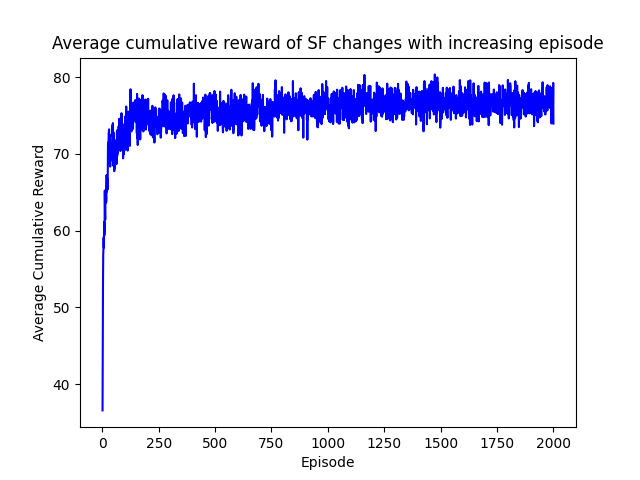 Average cumulative reward of SF changes with increasing episode
80
70
60
50
40
Average Cumulative Reward
0 250 500 750 1000 1250 1500 1750 2000
Episode